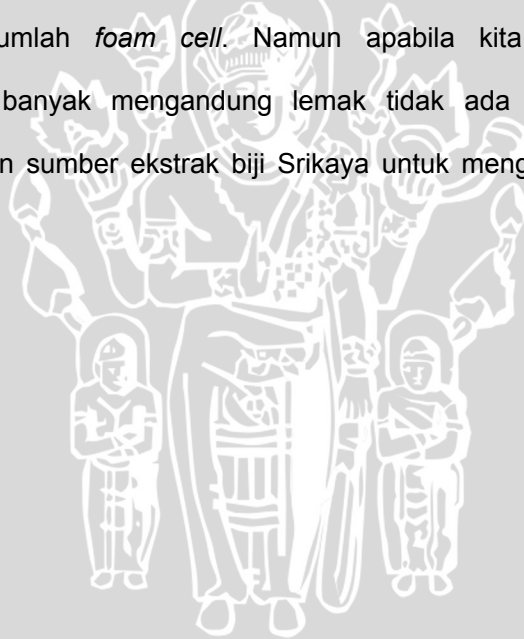 umlah foam cell. Namun apabila kita
banyak mengandung lemak tidak ada
n sumber ekstrak biji Srikaya untuk meng